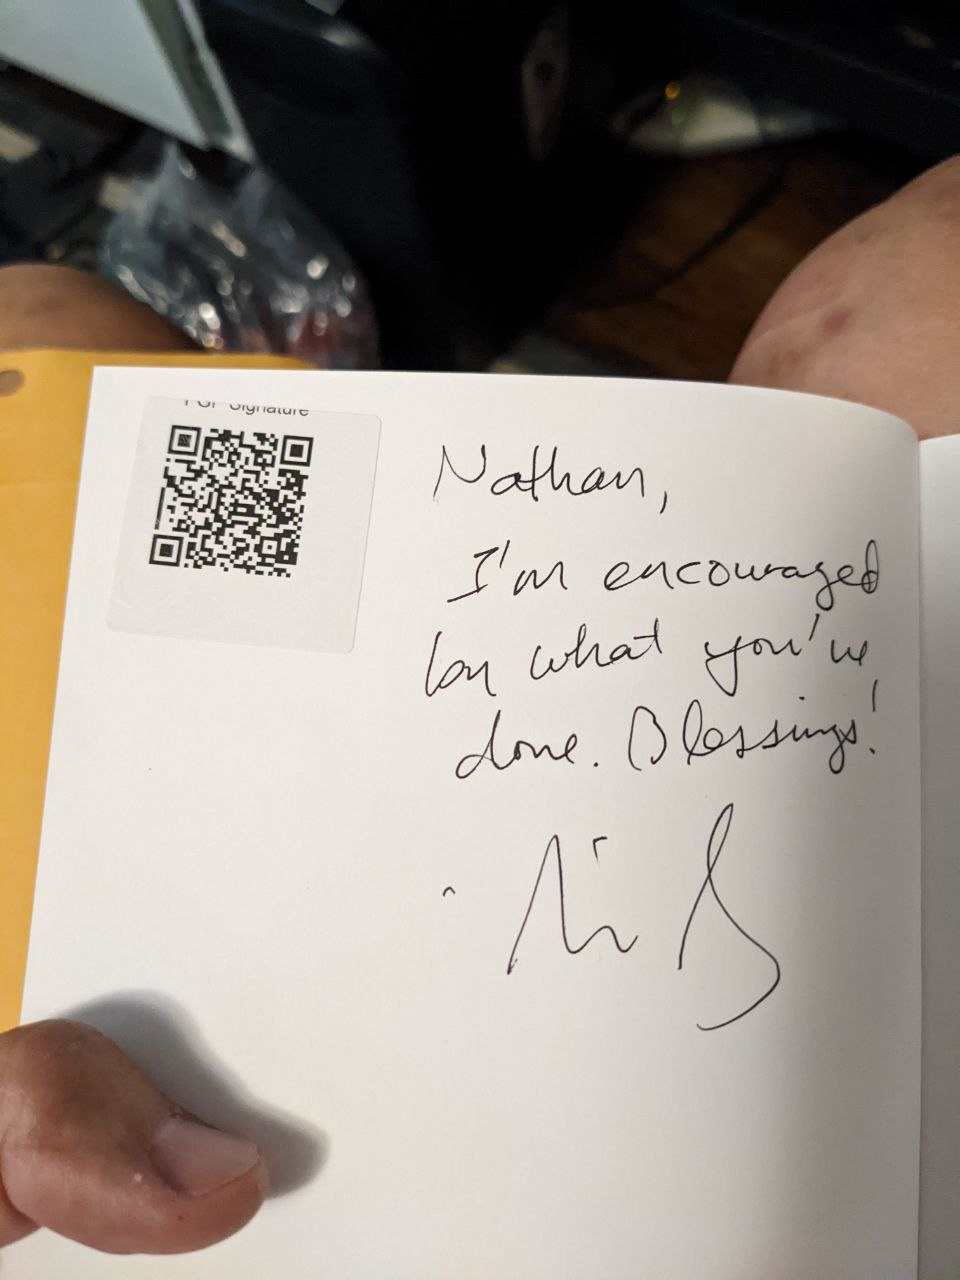 PGP Signature
Nathan,
I'm encouraged
by what you've
done. Blessings!